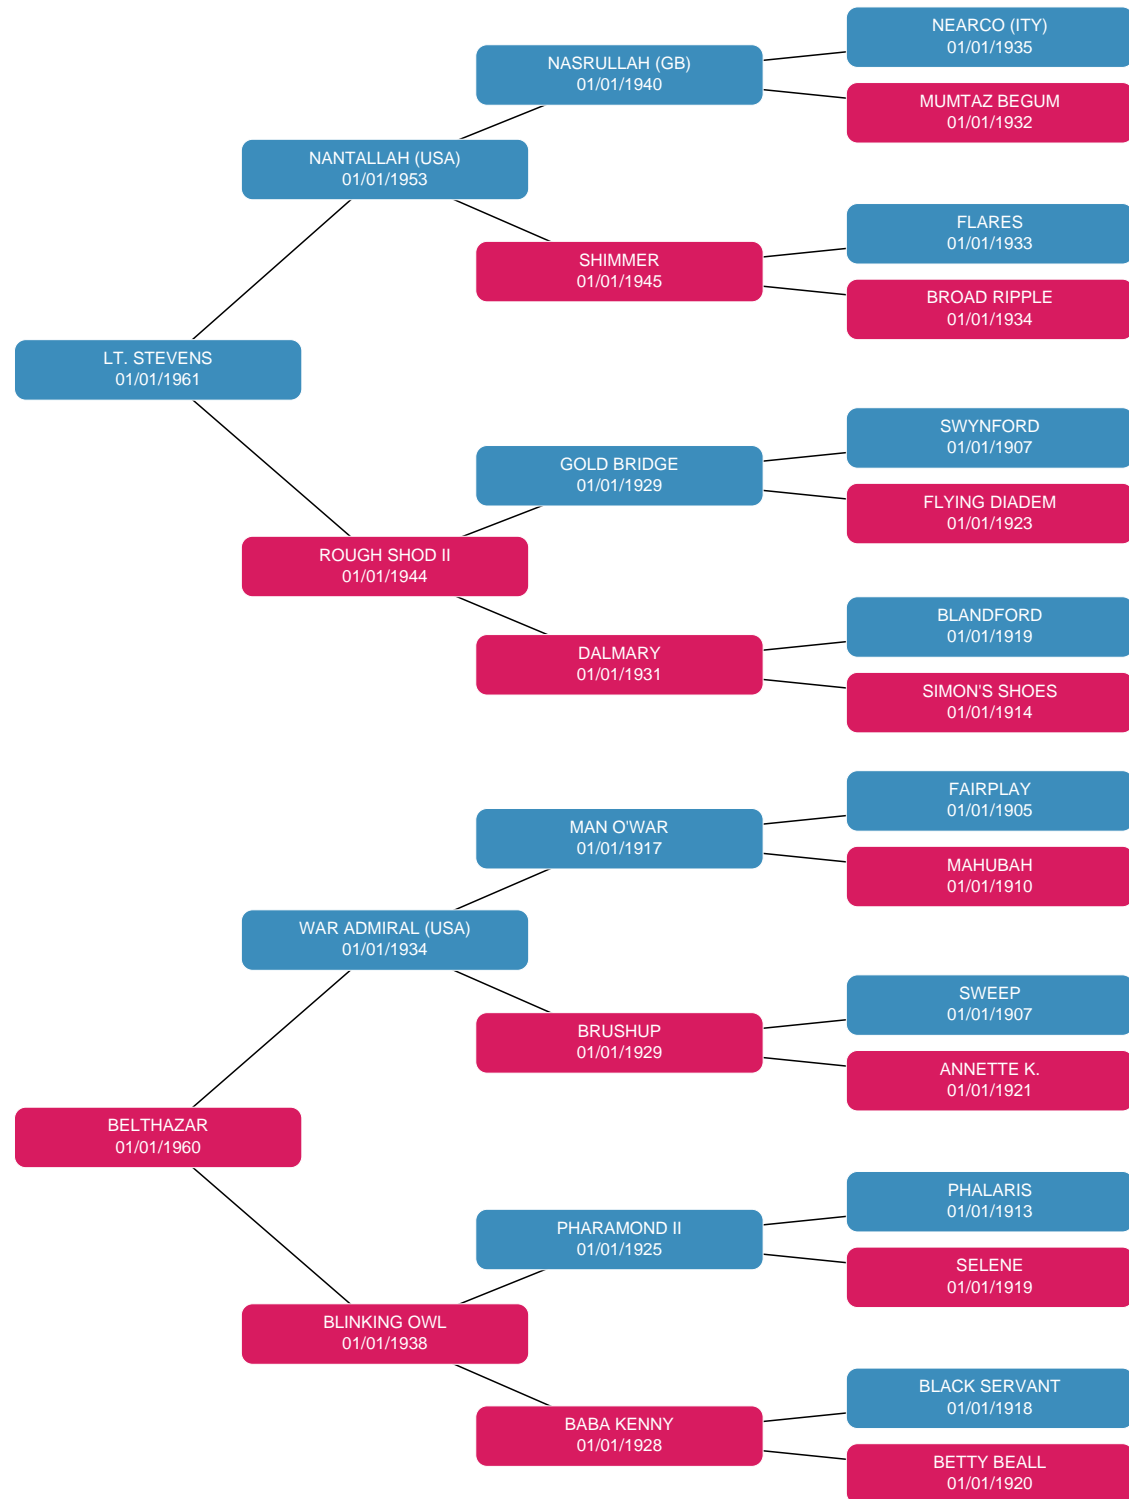 NEARCO (ITY)
01/01/1935
NASRULLAH (GB)
01/01/1940
MUMTAZ BEGUM
01/01/1932
NANTALLAH (USA)
01/01/1953
FLARES
01/01/1933
SHIMMER
01/01/1945
BROAD RIPPLE
01/01/1934
LT. STEVENS
01/01/1961
SWYNFORD
01/01/1907
GOLD BRIDGE
01/01/1929
FLYING DIADEM
01/01/1923
ROUGH SHOD II
01/01/1944
BLANDFORD
01/01/1919
DALMARY
01/01/1931
SIMON'S SHOES
01/01/1914
FAIRPLAY
01/01/1905
MAN O'WAR
01/01/1917
MAHUBAH
01/01/1910
WAR ADMIRAL (USA)
01/01/1934
SWEEP
01/01/1907
BRUSHUP
01/01/1929
ANNETTE K.
01/01/1921
BELTHAZAR
01/01/1960
PHALARIS
01/01/1913
PHARAMOND II
01/01/1925
SELENE
01/01/1919
BLINKING OWL
01/01/1938
BLACK SERVANT
01/01/1918
BABA KENNY
01/01/1928
BETTY BEALL
01/01/1920